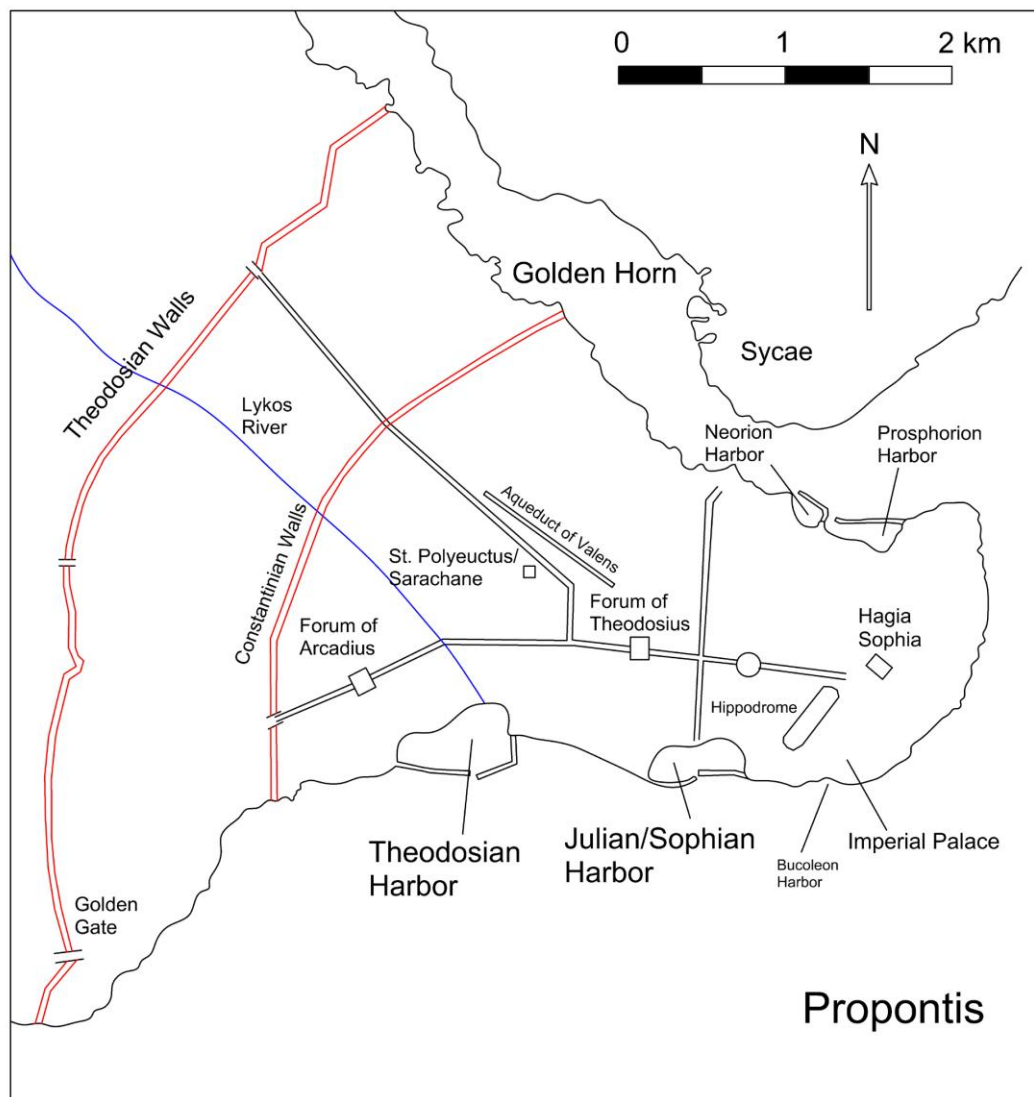 0 1 2 km
N
Golden Horn
Theodosian Walls
Sycae
Lykos
River
Neorion
Harbor
Prosphorion
Harbor
Aqueduct of Valens
Constantinian Walls
St. Polyeuctus/
Sarachane
Forum of
Theodosius
Forum of
Arcadius
Hagia
Sophia
Hippodrome
Theodosian
Harbor
Julian/Sophian
Harbor
Imperial Palace
Bucoleon
Harbor
Golden
Gate
Propontis